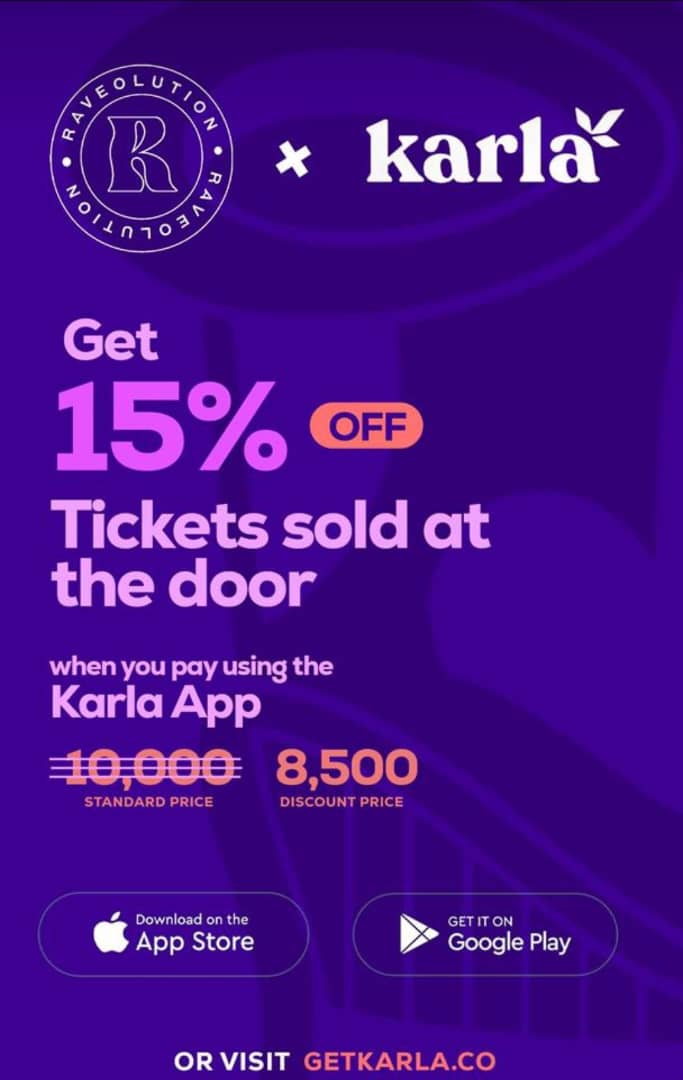 RAVEOLUTION
R
RAVEOLUTION
×
karla
Get
15% OFF
Tickets sold at
the door
when you pay using the
Karla App
10,000 8,500
STANDARD PRICE DISCOUNT PRICE
Download on the GET IT ON
App Store Google Play
OR VISIT GETKARLA.CO